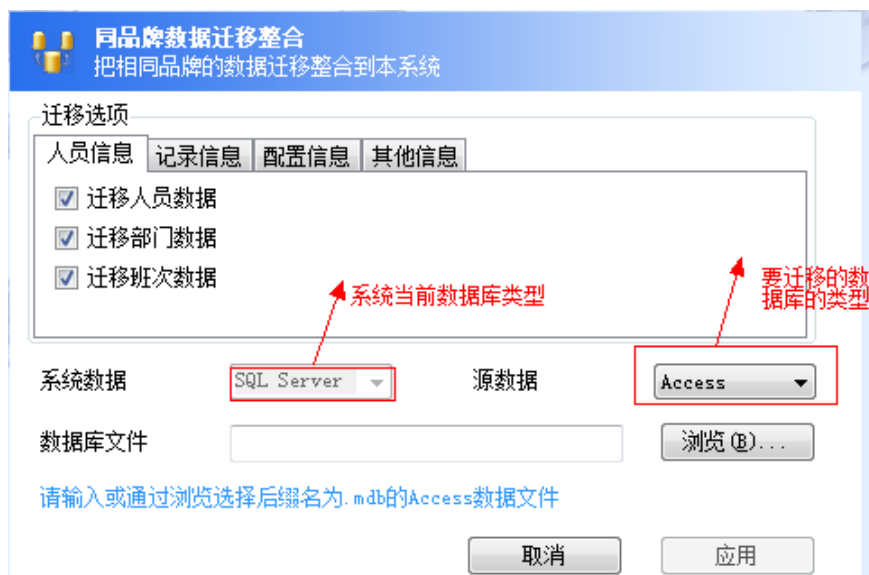 同品牌数据迁移整合
把相同品牌的数据迁移整合到本系统
迁移选项
人员信息 记录信息 配置信息 其他信息
迁移人员数据
迁移部门数据
迁移班次数据
系统当前数据库类型
要迁移的数
据库的类型
系统数据 SQL Server 源数据 Access
数据库文件 浏览(B)...
请输入或通过浏览选择后缀名为.mdb的Access数据文件
取消 应用